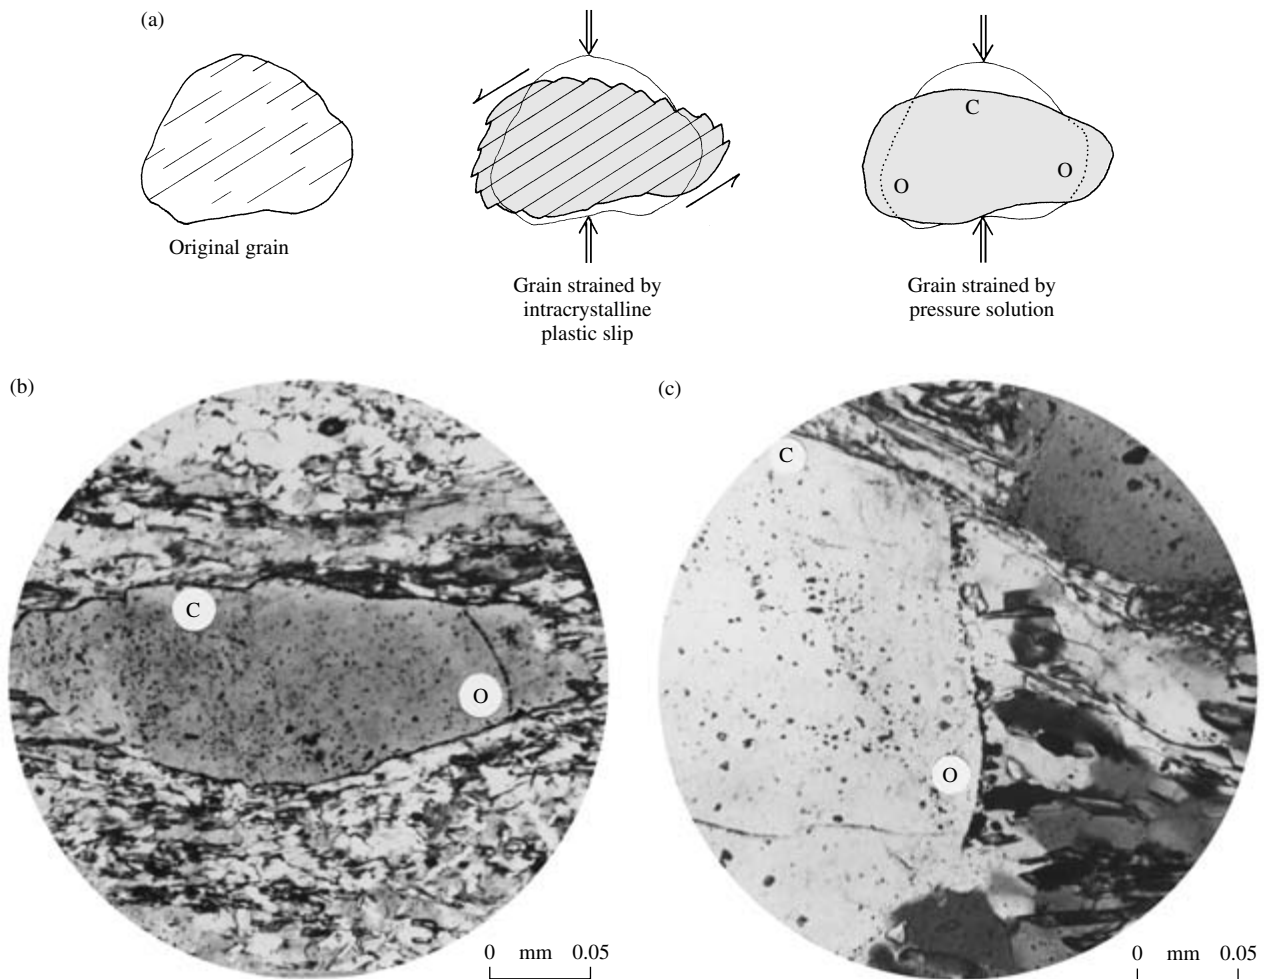 (a)
C
O
O
Original grain
Grain strained by
intracrystalline
plastic slip
Grain strained by
pressure solution
(b)
(c)
C
O
C
O
0 mm 0.05
0 mm 0.05